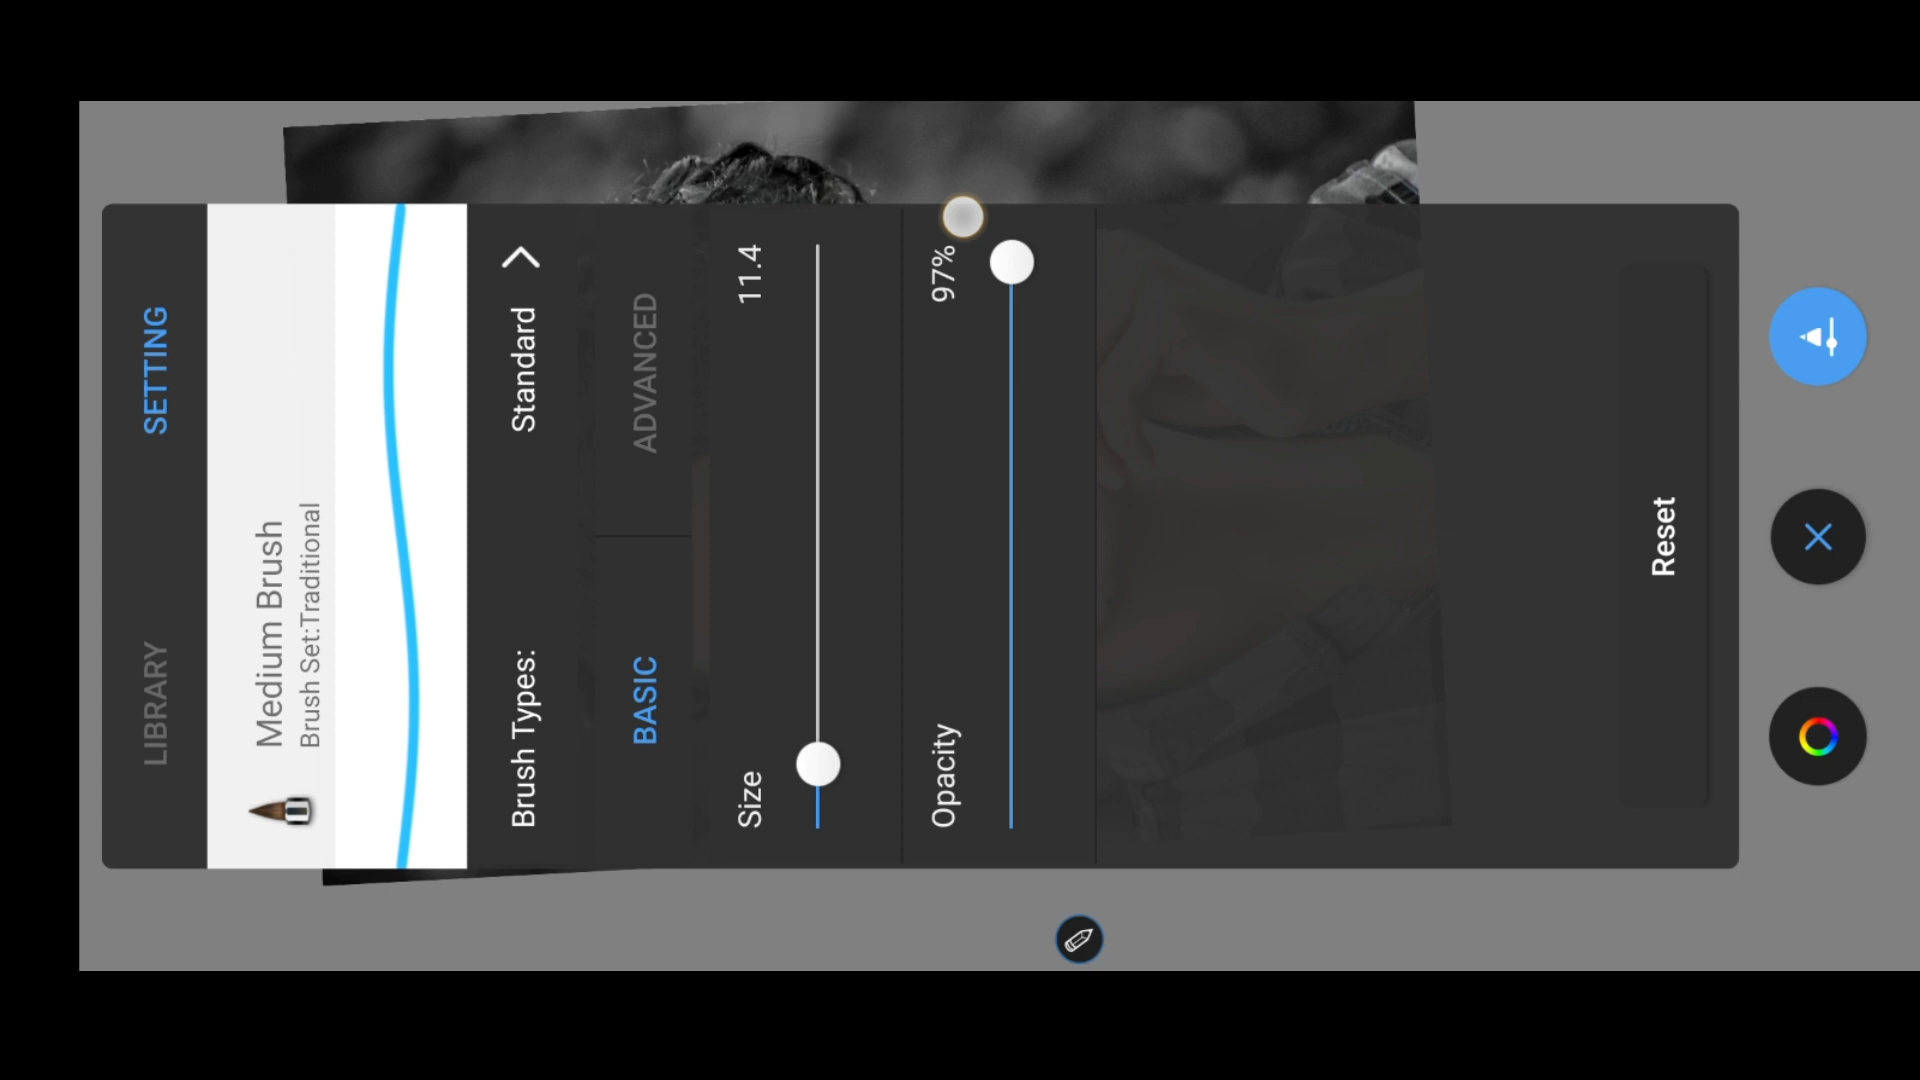 LIBRARY SETTING
Medium Brush
Brush Set:Traditional
Brush Types: Standard
BASIC ADVANCED
Size 11.4
Opacity 97%
Reset